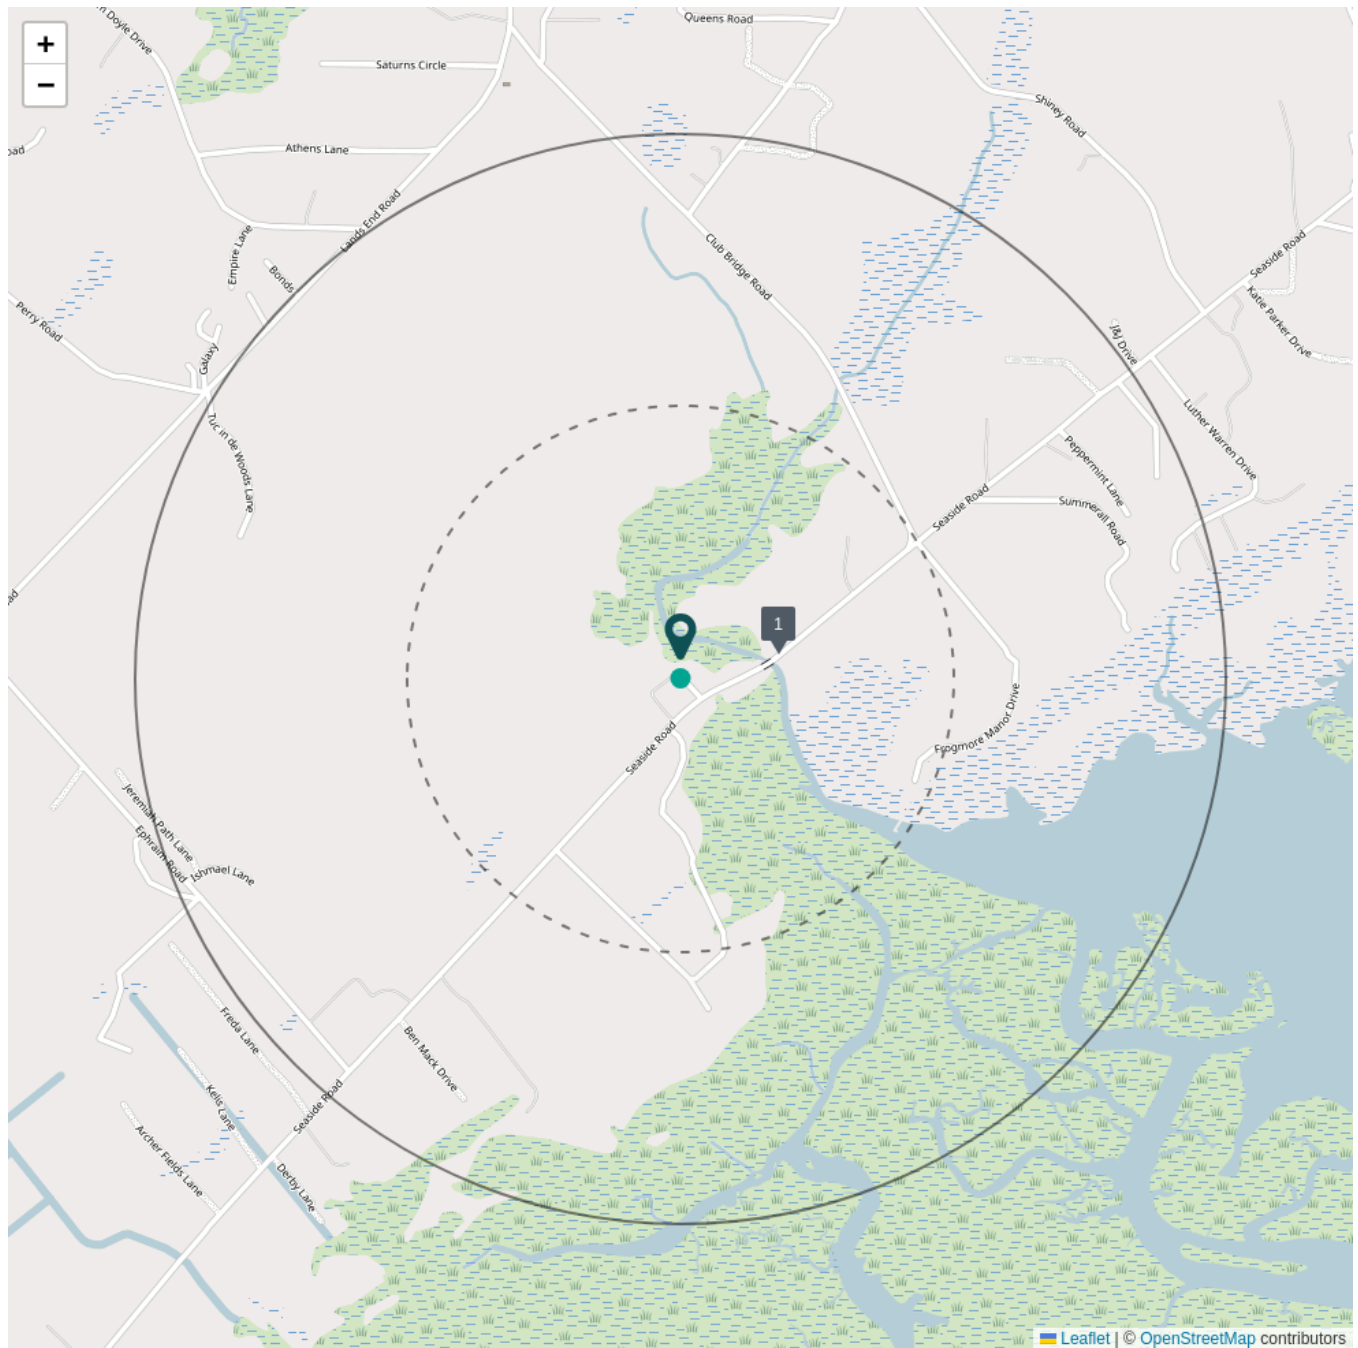 +
−
Doyle Drive
Queens Road
Saturns Circle
Shiney Road
Athens Lane
Lands End Road
Empire Lane
Bonds
Club Bridge Road
Seaside Road
Katie Parker Drive
Perry Road
Galaxy
J&J Drive
Luther Warren Drive
Tuc in de Woods Lane
Peppermint Lane
Seaside Road
Summerall Road
1
Seaside Road
Frogmore Manor Drive
Jeremiah Path Lane
Ephraim Road
Ishmael Lane
Freda Lane
Ben Mack Drive
Kelis Lane
Seaside Road
Archer Fields Lane
Derby Lane
Leaflet | © OpenStreetMap contributors